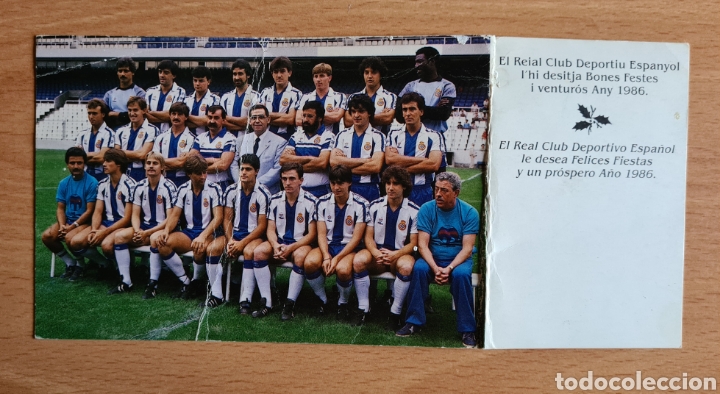 El Reial Club Deportiu Espanyol
l'hi desitja Bones Festes
i venturós Any 1986.
El Real Club Deportivo Español
le desea Felices Fiestas
y un próspero Año 1986.
todocoleccion